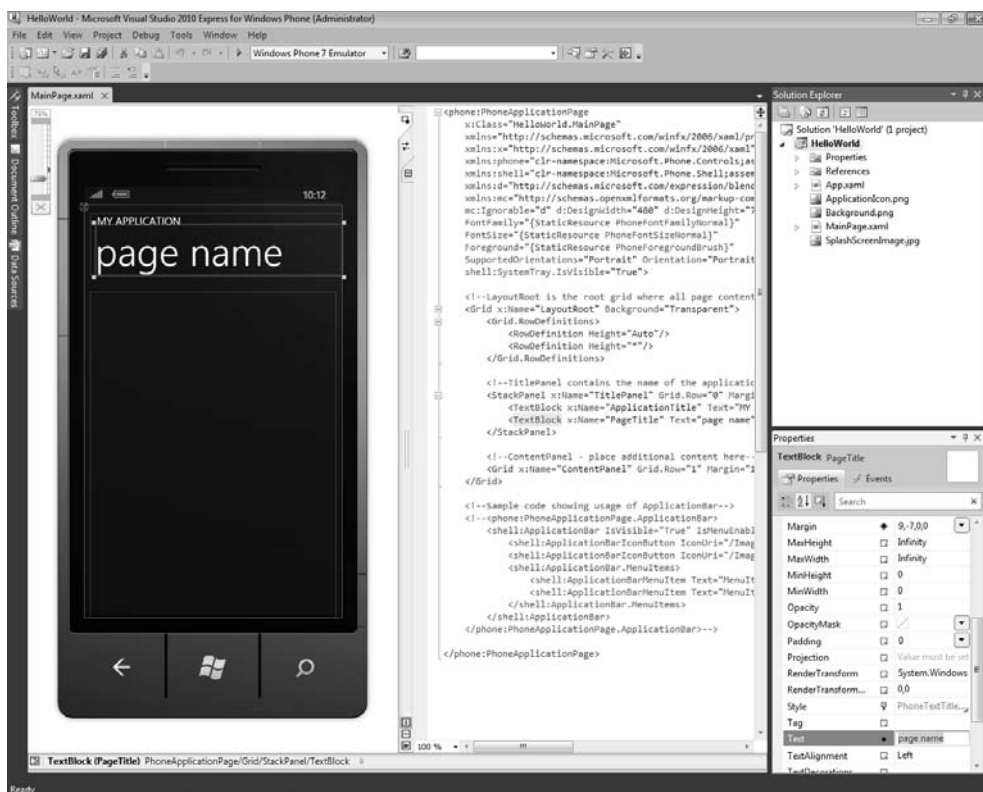 HelloWorld - Microsoft Visual Studio 2010 Express for Windows Phone (Administrator)
File Edit View Project Debug Tools Window Help
Windows Phone 7 Emulator
Toolbox
Document Outline
Data Sources
MainPage.xaml
10:12
MY APPLICATION
page name
<phone:PhoneApplicationPage
x:Class="HelloWorld.MainPage"
xmlns="http://schemas.microsoft.com/winfx/2006/xaml/pr
xmlns:x="http://schemas.microsoft.com/winfx/2006/xaml"
xmlns:phone="clr-namespace:Microsoft.Phone.Controls;as
xmlns:shell="clr-namespace:Microsoft.Phone.Shell;assem
xmlns:d="http://schemas.microsoft.com/expression/blend
xmlns:mc="http://schemas.openxmlformats.org/markup-com
mc:Ignorable="d" d:DesignWidth="480" d:DesignHeight="7
FontFamily="{StaticResource PhoneFontFamilyNormal}"
FontSize="{StaticResource PhoneFontSizeNormal}"
Foreground="{StaticResource PhoneForegroundBrush}"
SupportedOrientations="Portrait" Orientation="Portrait
shell:SystemTray.IsVisible="True">
<!--LayoutRoot is the root grid where all page content
<Grid x:Name="LayoutRoot" Background="Transparent">
<Grid.RowDefinitions>
<RowDefinition Height="Auto"/>
<RowDefinition Height="*"/>
</Grid.RowDefinitions>
<!--TitlePanel contains the name of the applicatic
<StackPanel x:Name="TitlePanel" Grid.Row="0" Margi
<TextBlock x:Name="ApplicationTitle" Text="MY
<TextBlock x:Name="PageTitle" Text="page name"
</StackPanel>
<!--ContentPanel - place additional content here--
<Grid x:Name="ContentPanel" Grid.Row="1" Margin="1
</Grid>
<!--Sample code showing usage of ApplicationBar-->
<!--<phone:PhoneApplicationPage.ApplicationBar>
<shell:ApplicationBar IsVisible="True" IsMenuEnabl
<shell:ApplicationBarIconButton IconUri="/Imag
<shell:ApplicationBarIconButton IconUri="/Imag
<shell:ApplicationBar.MenuItems>
<shell:ApplicationBarMenuItem Text="MenuIt
<shell:ApplicationBarMenuItem Text="MenuIt
</shell:ApplicationBar.MenuItems>
</shell:ApplicationBar>
</phone:PhoneApplicationPage.ApplicationBar>-->
</phone:PhoneApplicationPage>
100 %
TextBlock (PageTitle) PhoneApplicationPage/Grid/StackPanel/TextBlock
Ready
Solution Explorer
Solution 'HelloWorld' (1 project)
HelloWorld
Properties
References
App.xaml
ApplicationIcon.png
Background.png
MainPage.xaml
SplashScreenImage.jpg
Properties
TextBlock PageTitle
Properties Events
Search
Margin 9,-7,0,0
MaxHeight Infinity
MaxWidth Infinity
MinHeight 0
MinWidth 0
Opacity 1
OpacityMask
Padding 0
Projection Value must be set
RenderTransform System.Windows
RenderTransform... 0,0
Style PhoneTextTitle...
Tag
Text page name
TextAlignment Left
TextDecorations